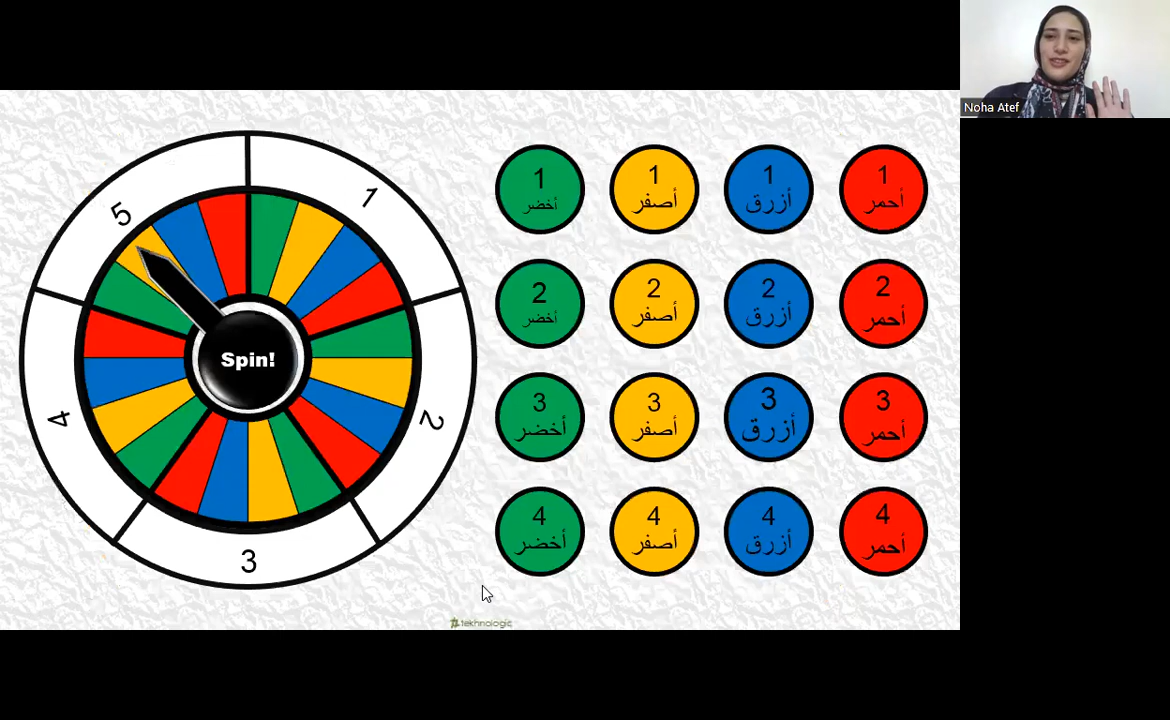 Noha Atef
5
1
4
2
3
Spin!
1
أخضر
1
أصفر
1
أزرق
1
أحمر
2
أخضر
2
أصفر
2
أزرق
2
أحمر
3
أخضر
3
أصفر
3
أزرق
3
أحمر
4
أخضر
4
أصفر
4
أزرق
4
أحمر
tekhnologic